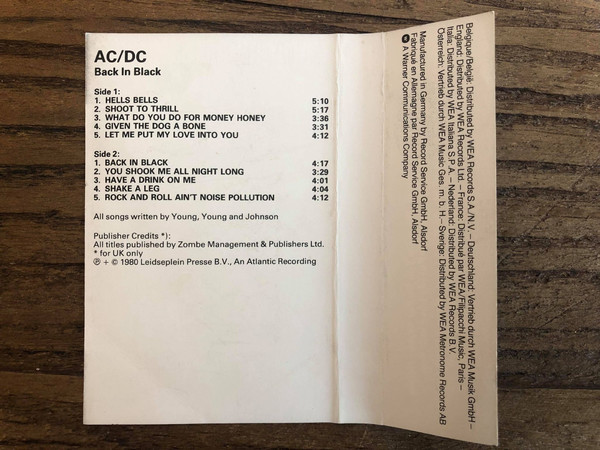 AC/DC
Back In Black
Side 1:
1. HELLS BELLS 5:10
2. SHOOT TO THRILL 5:17
3. WHAT DO YOU DO FOR MONEY HONEY 3:36
4. GIVEN THE DOG A BONE 3:31
5. LET ME PUT MY LOVE INTO YOU 4:12
Side 2:
1. BACK IN BLACK 4:17
2. YOU SHOOK ME ALL NIGHT LONG 3:29
3. HAVE A DRINK ON ME 4:01
4. SHAKE A LEG 4:04
5. ROCK AND ROLL AIN'T NOISE POLLUTION 4:12
All songs written by Young, Young and Johnson
Publisher Credits *):
All titles published by Zombe Management & Publishers Ltd.
* for UK only
℗ + © 1980 Leidseplein Presse B.V., An Atlantic Recording
Belgique/België: Distributed by WEA Records S.A./N.V. – Deutschland: Vertrieb durch WEA Musik GmbH –
England: Distributed by WEA Records Ltd. – France: Distribué par WEA/Filipacchi Music, Paris –
Italia: Distributed by WEA Italiana S.P.A. – Nederland: Distributed by WEA Records B.V.
Österreich: Vertrieb durch WEA Music Ges. m. b. H – Sverige: Distributed by WEA Metronome Records AB
Manufactured in Germany by Record Service GmbH, Alsdorf
Fabriqué en Allemagne par Record Service GmbH, Alsdorf
A Warner Communications Company